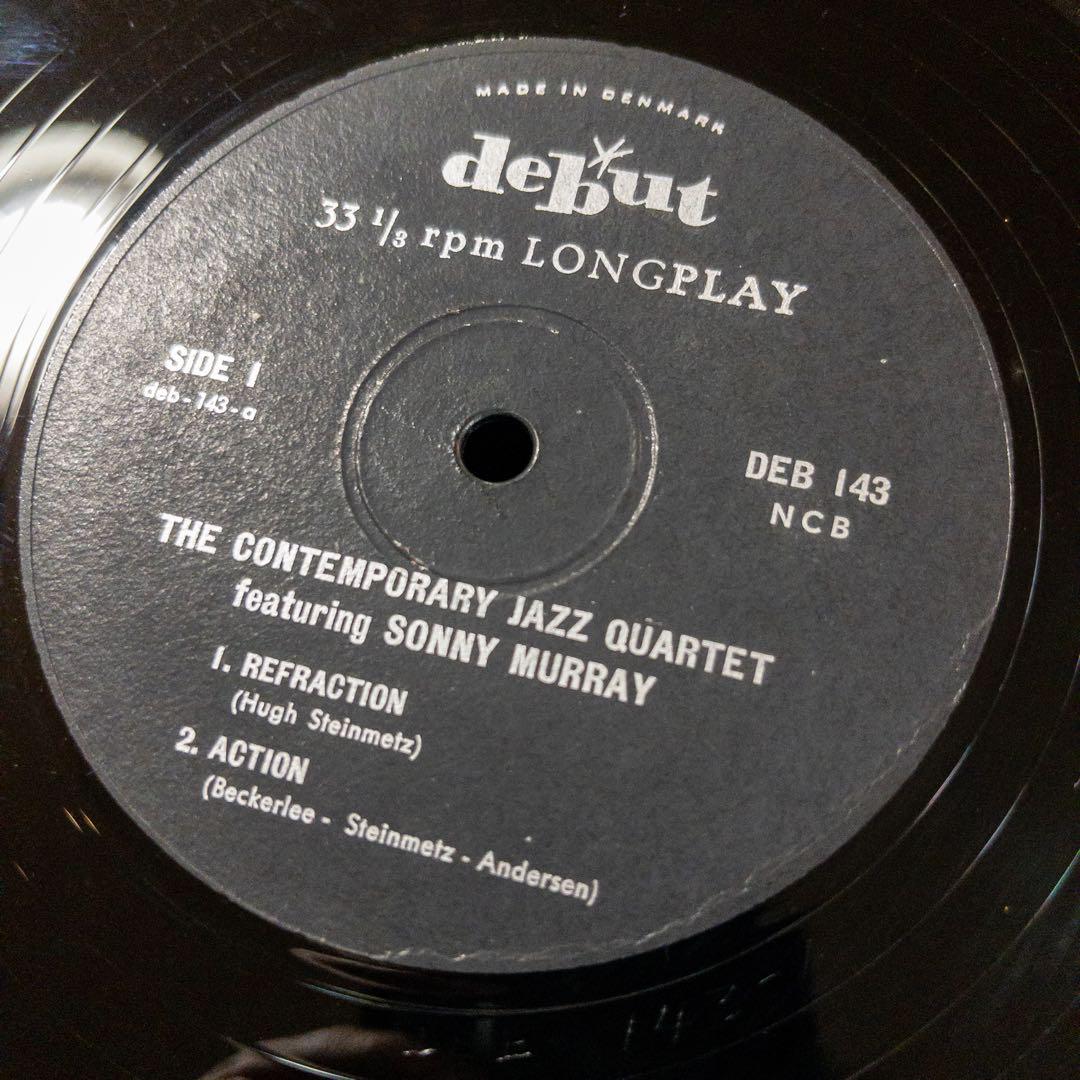 MADE IN DENMARK
debut
33 1/3 rpm LONGPLAY
SIDE 1
deb-143-a
DEB 143
NCB
THE CONTEMPORARY JAZZ QUARTET
featuring SONNY MURRAY
1. REFRACTION
(Hugh Steinmetz)
2. ACTION
(Beckerlee - Steinmetz - Andersen)